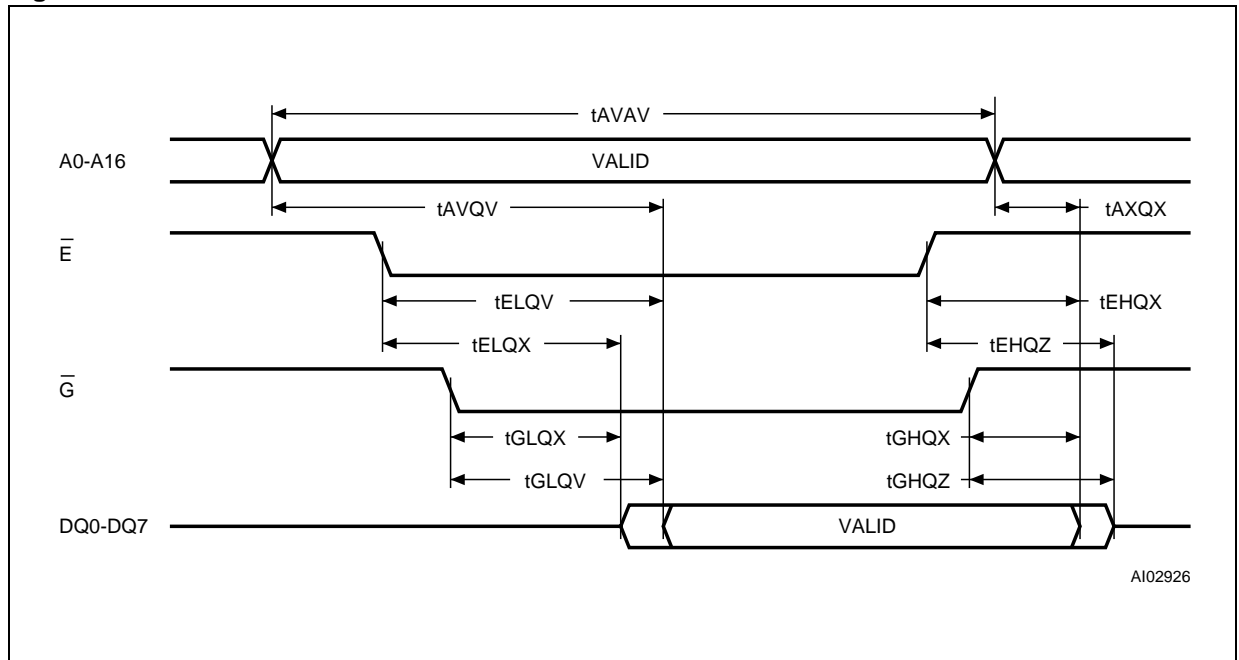 tAVAV
A0-A16 VALID
tAVQV tAXQX
E
tELQV tEHQX
tELQX tEHQZ
G
tGLQX tGHQX
tGLQV tGHQZ
DQ0-DQ7 VALID
AI02926